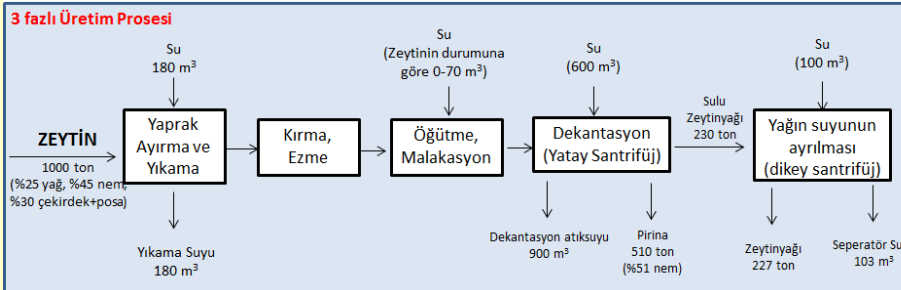 3 fazlı Üretim Prosesi
Su
180 m³
Su
(Zeytinin durumuna
göre 0-70 m³)
Su
(600 m³)
Su
(100 m³)
ZEYTİN
1000 ton
(%25 yağ, %45 nem,
%30 çekirdek+posa)
Yaprak
Ayırma ve
Yıkama
Kırma,
Ezme
Öğütme,
Malakasyon
Dekantasyon
(Yatay Santrifüj)
Sulu
Zeytinyağı
230 ton
Yağın suyunun
ayrılması
(dikey santrifüj)
Yıkama Suyu
180 m³
Dekantasyon atıksuyu
900 m³
Pirina
510 ton
(%51 nem)
Zeytinyağı
227 ton
Seperatör Su
103 m³